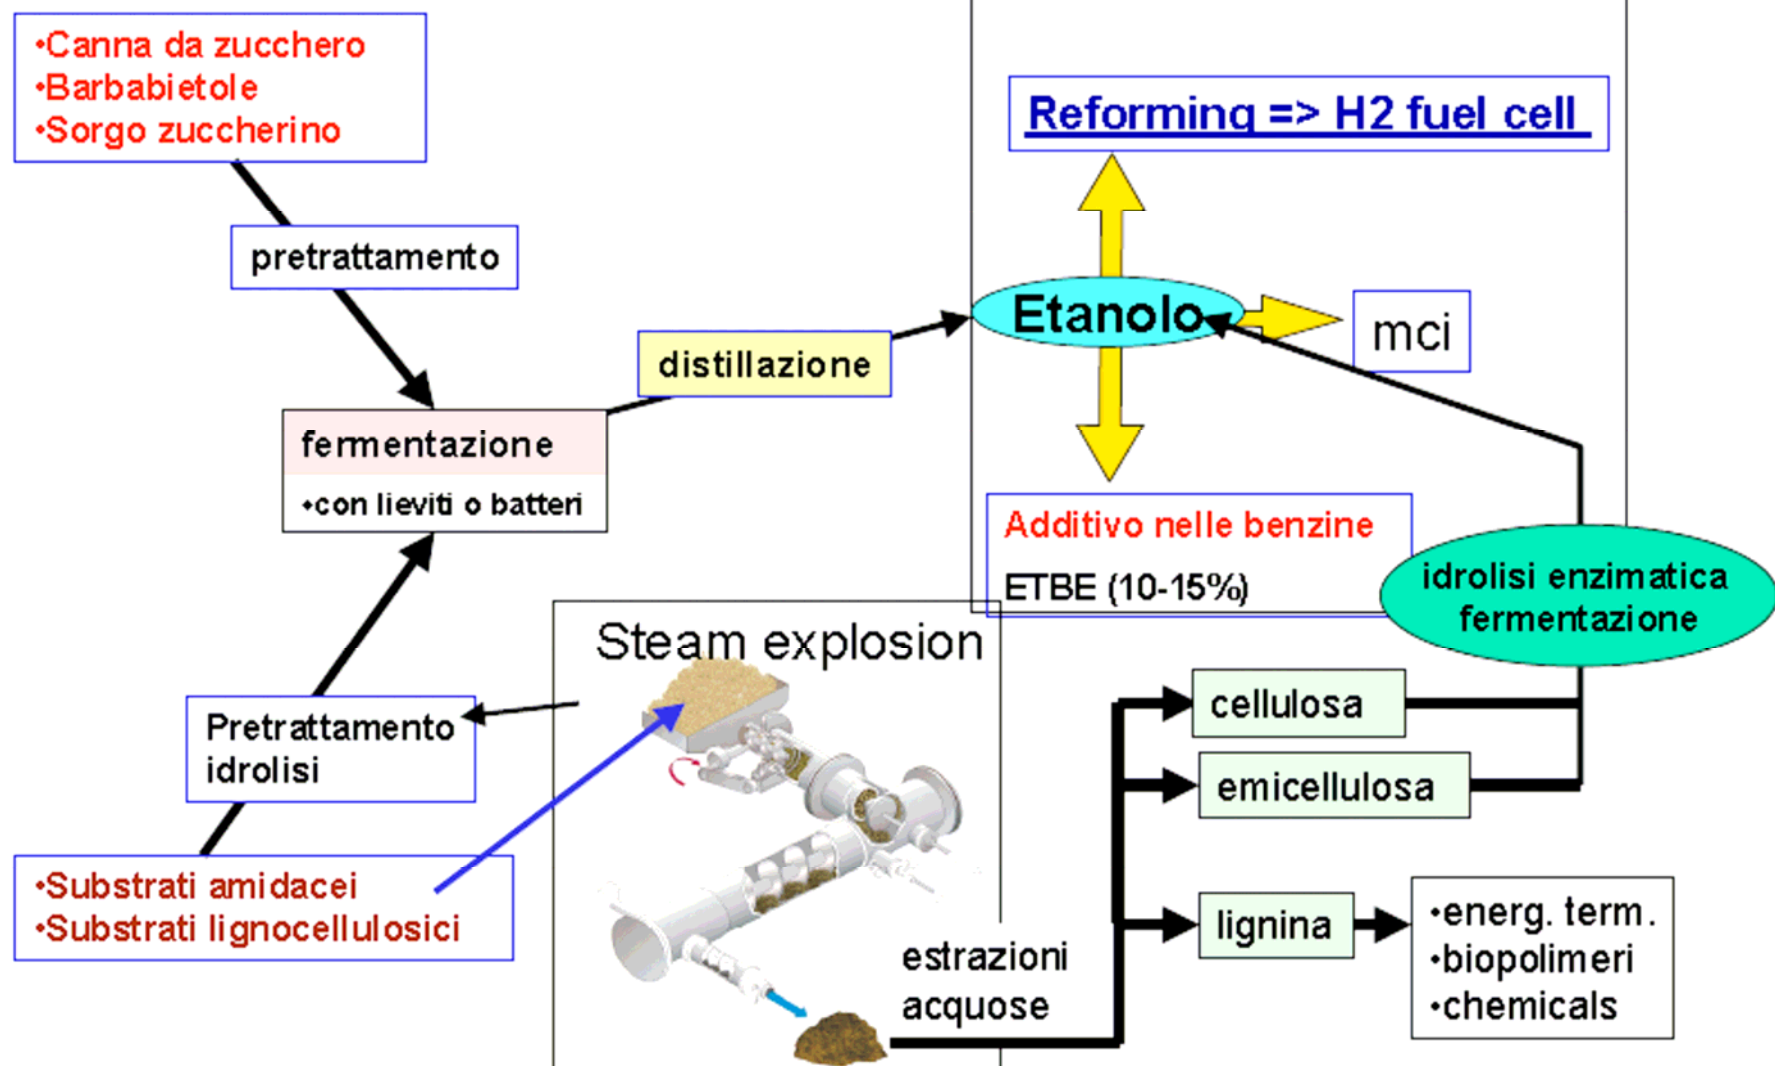 •Canna da zucchero
•Barbabietole
•Sorgo zuccherino
Reforming => H2 fuel cell
pretrattamento
Etanolo
mci
distillazione
fermentazione
•con lieviti o batteri
Additivo nelle benzine
ETBE (10-15%)
idrolisi enzimatica
fermentazione
Steam explosion
Pretrattamento
idrolisi
cellulosa
emicellulosa
•Substrati amidacei
•Substrati lignocellulosici
lignina
•energ. term.
•biopolimeri
•chemicals
estrazioni
acquose